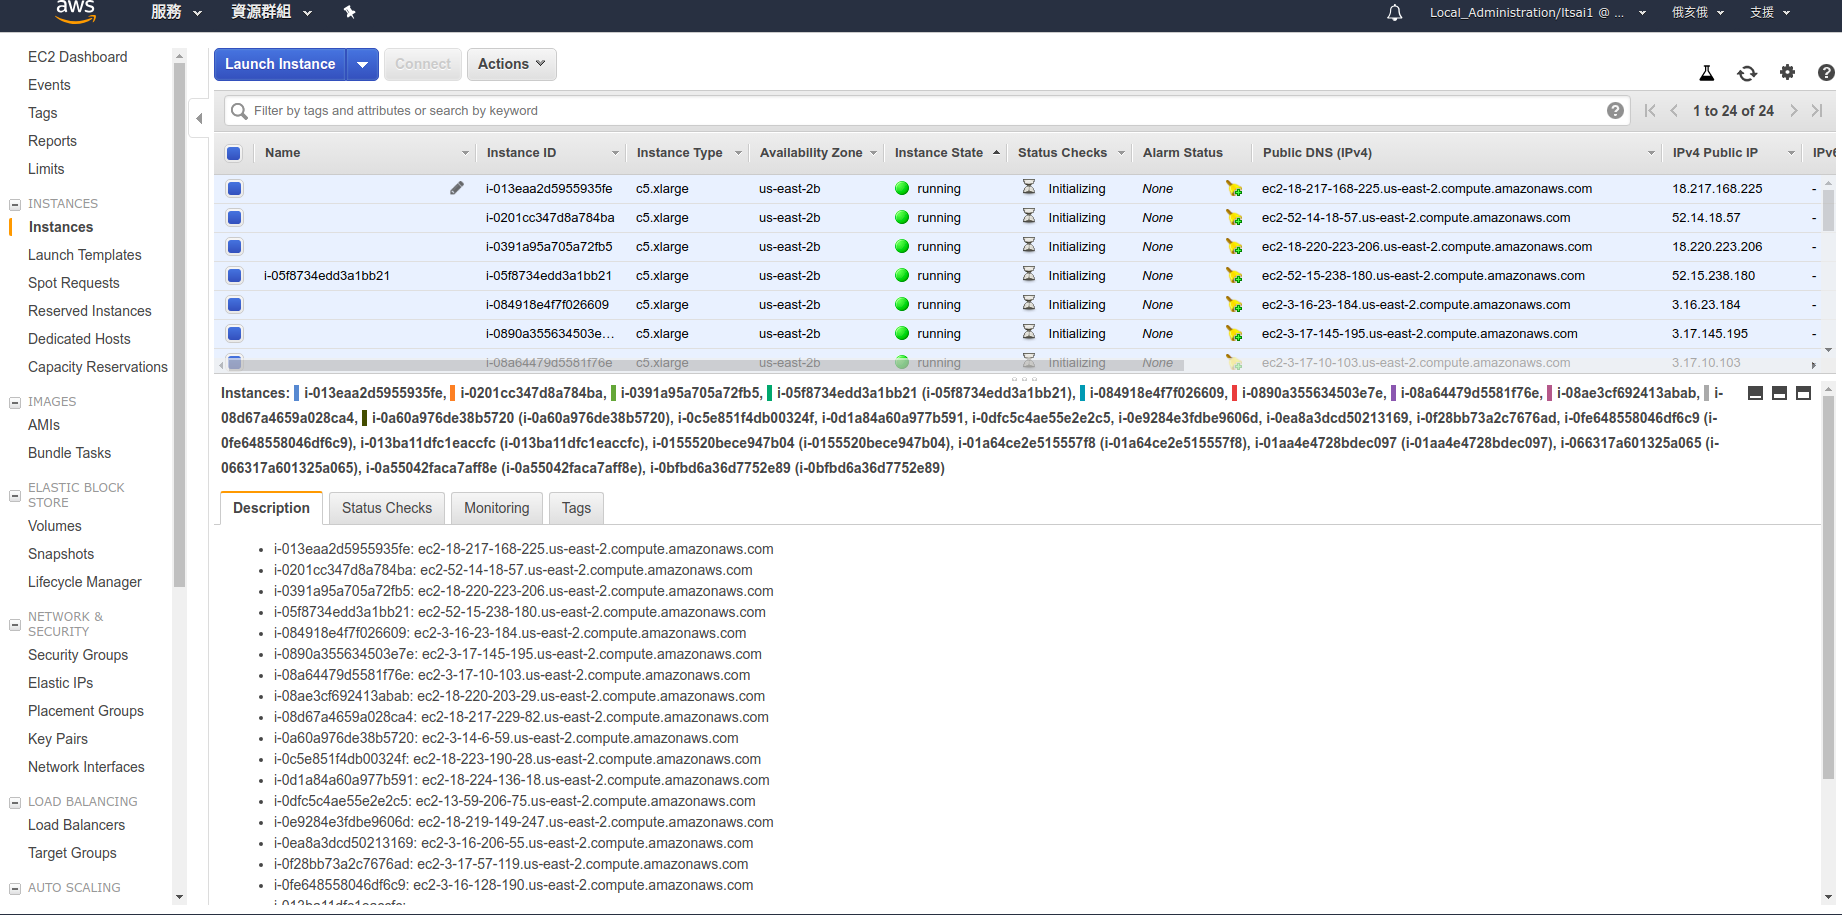 aws 服務 資源群組 Local_Administration/ltsai1 @ ... 俄亥俄 支援
EC2 Dashboard
Events
Tags
Reports
Limits
INSTANCES
Instances
Launch Templates
Spot Requests
Reserved Instances
Dedicated Hosts
Capacity Reservations
IMAGES
AMIs
Bundle Tasks
ELASTIC BLOCK
STORE
Volumes
Snapshots
Lifecycle Manager
NETWORK &
SECURITY
Security Groups
Elastic IPs
Placement Groups
Key Pairs
Network Interfaces
LOAD BALANCING
Load Balancers
Target Groups
AUTO SCALING
Launch Instance Connect Actions
Filter by tags and attributes or search by keyword 1 to 24 of 24
Name Instance ID Instance Type Availability Zone Instance State Status Checks Alarm Status Public DNS (IPv4) IPv4 Public IP IPv6
i-013eaa2d5955935fe c5.xlarge us-east-2b running Initializing None ec2-18-217-168-225.us-east-2.compute.amazonaws.com 18.217.168.225 -
i-0201cc347d8a784ba c5.xlarge us-east-2b running Initializing None ec2-52-14-18-57.us-east-2.compute.amazonaws.com 52.14.18.57 -
i-0391a95a705a72fb5 c5.xlarge us-east-2b running Initializing None ec2-18-220-223-206.us-east-2.compute.amazonaws.com 18.220.223.206 -
i-05f8734edd3a1bb21 i-05f8734edd3a1bb21 c5.xlarge us-east-2b running Initializing None ec2-52-15-238-180.us-east-2.compute.amazonaws.com 52.15.238.180 -
i-084918e4f7f026609 c5.xlarge us-east-2b running Initializing None ec2-3-16-23-184.us-east-2.compute.amazonaws.com 3.16.23.184 -
i-0890a355634503e... c5.xlarge us-east-2b running Initializing None ec2-3-17-145-195.us-east-2.compute.amazonaws.com 3.17.145.195 -
i-08a64479d5581f76e c5.xlarge us-east-2b running Initializing None ec2-3-17-10-103.us-east-2.compute.amazonaws.com 3.17.10.103 -
Instances: i-013eaa2d5955935fe, i-0201cc347d8a784ba, i-0391a95a705a72fb5, i-05f8734edd3a1bb21 (i-05f8734edd3a1bb21), i-084918e4f7f026609, i-0890a355634503e7e, i-08a64479d5581f76e, i-08ae3cf692413abab, i-
08d67a4659a028ca4, i-0a60a976de38b5720 (i-0a60a976de38b5720), i-0c5e851f4db00324f, i-0d1a84a60a977b591, i-0dfc5c4ae55e2e2c5, i-0e9284e3fdbe9606d, i-0ea8a3dcd50213169, i-0f28bb73a2c7676ad, i-0fe648558046df6c9 (i-
0fe648558046df6c9), i-013ba11dfc1eaccfc (i-013ba11dfc1eaccfc), i-0155520bece947b04 (i-0155520bece947b04), i-01a64ce2e515557f8 (i-01a64ce2e515557f8), i-01aa4e4728bdec097 (i-01aa4e4728bdec097), i-066317a601325a065 (i-
066317a601325a065), i-0a55042faca7aff8e (i-0a55042faca7aff8e), i-0bfbd6a36d7752e89 (i-0bfbd6a36d7752e89)
Description Status Checks Monitoring Tags
i-013eaa2d5955935fe: ec2-18-217-168-225.us-east-2.compute.amazonaws.com
i-0201cc347d8a784ba: ec2-52-14-18-57.us-east-2.compute.amazonaws.com
i-0391a95a705a72fb5: ec2-18-220-223-206.us-east-2.compute.amazonaws.com
i-05f8734edd3a1bb21: ec2-52-15-238-180.us-east-2.compute.amazonaws.com
i-084918e4f7f026609: ec2-3-16-23-184.us-east-2.compute.amazonaws.com
i-0890a355634503e7e: ec2-3-17-145-195.us-east-2.compute.amazonaws.com
i-08a64479d5581f76e: ec2-3-17-10-103.us-east-2.compute.amazonaws.com
i-08ae3cf692413abab: ec2-18-220-203-29.us-east-2.compute.amazonaws.com
i-08d67a4659a028ca4: ec2-18-217-229-82.us-east-2.compute.amazonaws.com
i-0a60a976de38b5720: ec2-3-14-6-59.us-east-2.compute.amazonaws.com
i-0c5e851f4db00324f: ec2-18-223-190-28.us-east-2.compute.amazonaws.com
i-0d1a84a60a977b591: ec2-18-224-136-18.us-east-2.compute.amazonaws.com
i-0dfc5c4ae55e2e2c5: ec2-13-59-206-75.us-east-2.compute.amazonaws.com
i-0e9284e3fdbe9606d: ec2-18-219-149-247.us-east-2.compute.amazonaws.com
i-0ea8a3dcd50213169: ec2-3-16-206-55.us-east-2.compute.amazonaws.com
i-0f28bb73a2c7676ad: ec2-3-17-57-119.us-east-2.compute.amazonaws.com
i-0fe648558046df6c9: ec2-3-16-128-190.us-east-2.compute.amazonaws.com
i-013ba11dfc1eaccfc: